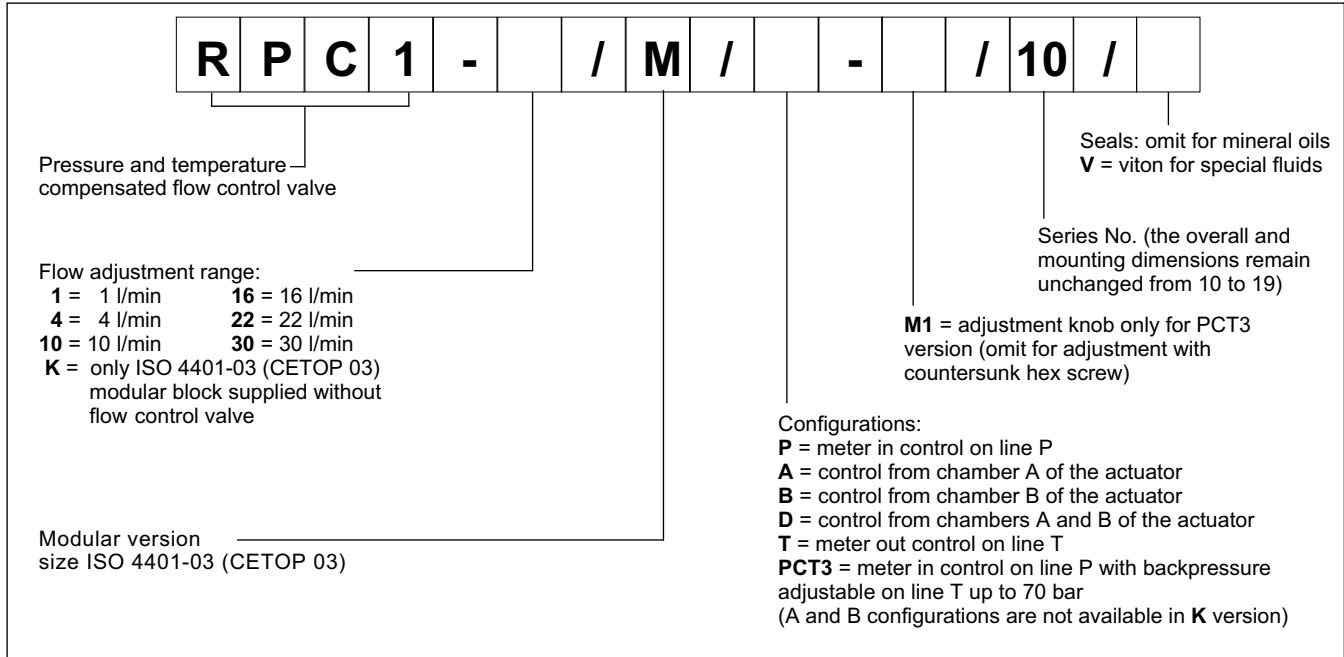 R P C 1 - / M / - / 10 /
Pressure and temperature
compensated flow control valve
Flow adjustment range:
1 = 1 l/min 16 = 16 l/min
4 = 4 l/min 22 = 22 l/min
10 = 10 l/min 30 = 30 l/min
K = only ISO 4401-03 (CETOP 03)
modular block supplied without
flow control valve
Modular version
size ISO 4401-03 (CETOP 03)
Seals: omit for mineral oils
V = viton for special fluids
Series No. (the overall and
mounting dimensions remain
unchanged from 10 to 19)
M1 = adjustment knob only for PCT3
version (omit for adjustment with
countersunk hex screw)
Configurations:
P = meter in control on line P
A = control from chamber A of the actuator
B = control from chamber B of the actuator
D = control from chambers A and B of the actuator
T = meter out control on line T
PCT3 = meter in control on line P with backpressure
adjustable on line T up to 70 bar
(A and B configurations are not available in K version)